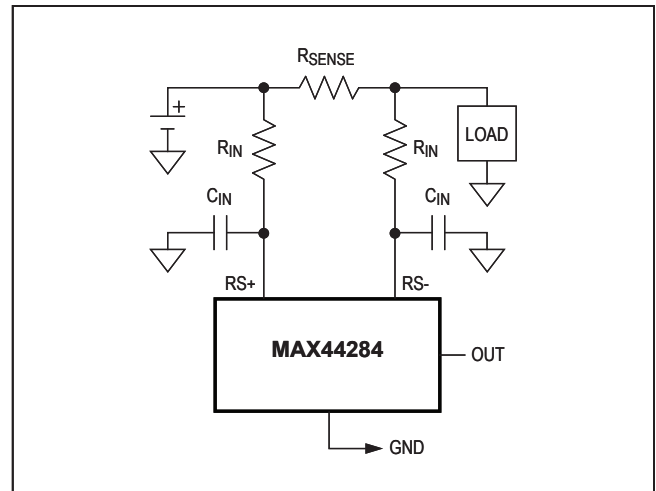 RSENSE
+
LOAD
RIN
RIN
CIN
CIN
RS+
RS-
MAX44284
OUT
GND